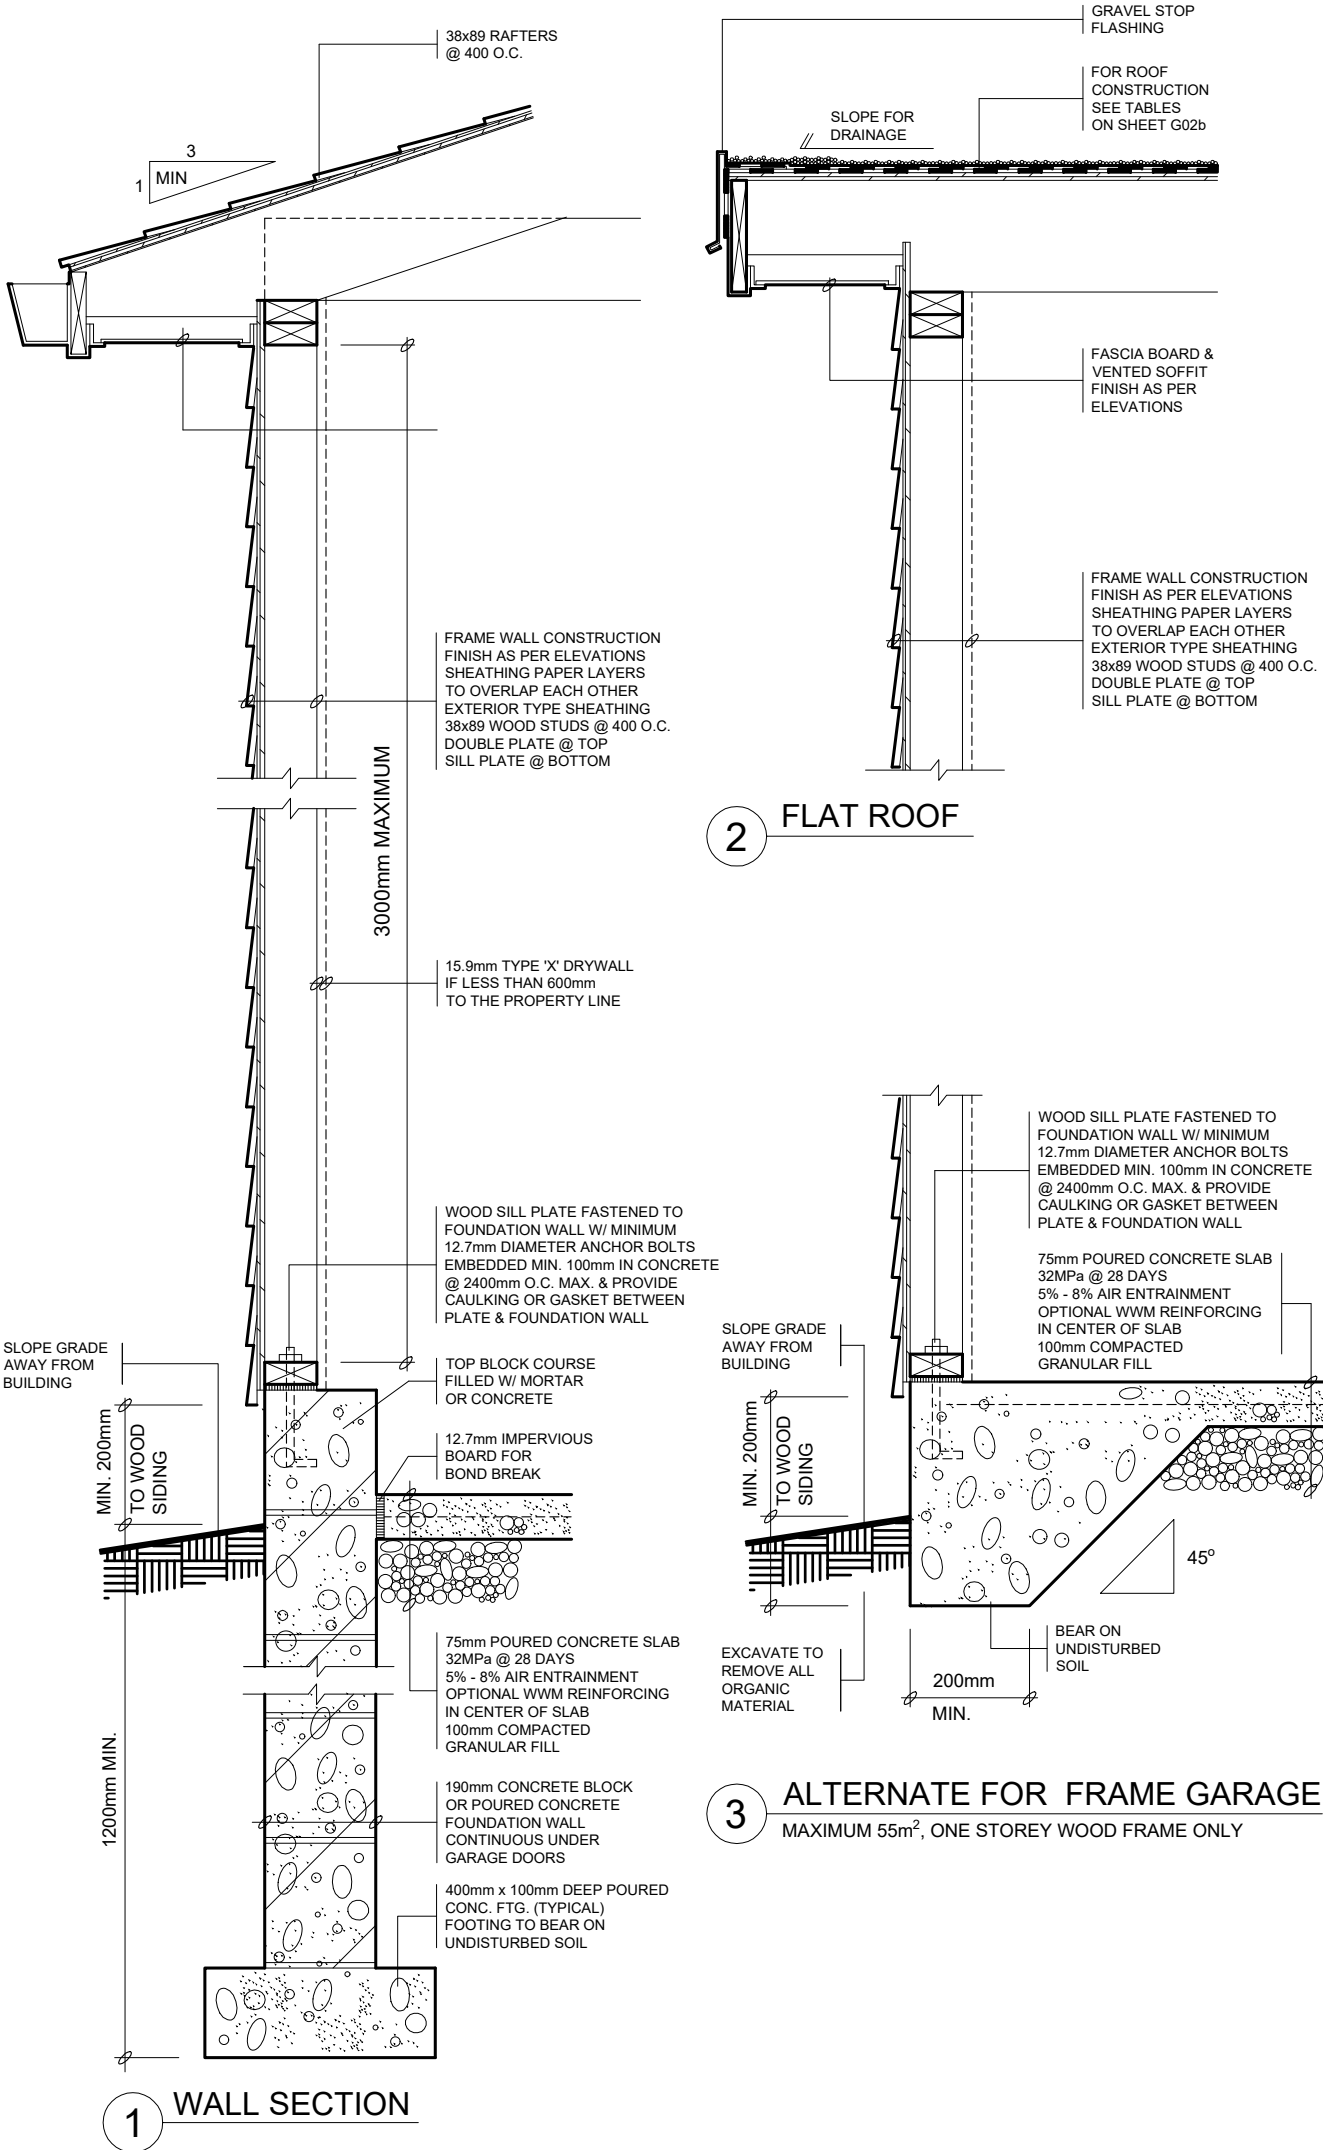 38x89 RAFTERS
@ 400 O.C.
3
1
MIN
FRAME WALL CONSTRUCTION
FINISH AS PER ELEVATIONS
SHEATHING PAPER LAYERS
TO OVERLAP EACH OTHER
EXTERIOR TYPE SHEATHING
38x89 WOOD STUDS @ 400 O.C.
DOUBLE PLATE @ TOP
SILL PLATE @ BOTTOM
3000mm MAXIMUM
15.9mm TYPE 'X' DRYWALL
IF LESS THAN 600mm
TO THE PROPERTY LINE
WOOD SILL PLATE FASTENED TO
FOUNDATION WALL W/ MINIMUM
12.7mm DIAMETER ANCHOR BOLTS
EMBEDDED MIN. 100mm IN CONCRETE
@ 2400mm O.C. MAX. & PROVIDE
CAULKING OR GASKET BETWEEN
PLATE & FOUNDATION WALL
SLOPE GRADE
AWAY FROM
BUILDING
TOP BLOCK COURSE
FILLED W/ MORTAR
OR CONCRETE
MIN. 200mm
TO WOOD
SIDING
12.7mm IMPERVIOUS
BOARD FOR
BOND BREAK
75mm POURED CONCRETE SLAB
32MPa @ 28 DAYS
5% - 8% AIR ENTRAINMENT
OPTIONAL WWM REINFORCING
IN CENTER OF SLAB
100mm COMPACTED
GRANULAR FILL
1200mm MIN.
190mm CONCRETE BLOCK
OR POURED CONCRETE
FOUNDATION WALL
CONTINUOUS UNDER
GARAGE DOORS
400mm x 100mm DEEP POURED
CONC. FTG. (TYPICAL)
FOOTING TO BEAR ON
UNDISTURBED SOIL
1 WALL SECTION
GRAVEL STOP
FLASHING
FOR ROOF
CONSTRUCTION
SEE TABLES
ON SHEET G02b
SLOPE FOR
DRAINAGE
FASCIA BOARD &
VENTED SOFFIT
FINISH AS PER
ELEVATIONS
FRAME WALL CONSTRUCTION
FINISH AS PER ELEVATIONS
SHEATHING PAPER LAYERS
TO OVERLAP EACH OTHER
EXTERIOR TYPE SHEATHING
38x89 WOOD STUDS @ 400 O.C.
DOUBLE PLATE @ TOP
SILL PLATE @ BOTTOM
2 FLAT ROOF
WOOD SILL PLATE FASTENED TO
FOUNDATION WALL W/ MINIMUM
12.7mm DIAMETER ANCHOR BOLTS
EMBEDDED MIN. 100mm IN CONCRETE
@ 2400mm O.C. MAX. & PROVIDE
CAULKING OR GASKET BETWEEN
PLATE & FOUNDATION WALL
75mm POURED CONCRETE SLAB
32MPa @ 28 DAYS
5% - 8% AIR ENTRAINMENT
OPTIONAL WWM REINFORCING
IN CENTER OF SLAB
100mm COMPACTED
GRANULAR FILL
SLOPE GRADE
AWAY FROM
BUILDING
MIN. 200mm
TO WOOD
SIDING
45º
BEAR ON
UNDISTURBED
SOIL
EXCAVATE TO
REMOVE ALL
ORGANIC
MATERIAL
200mm
MIN.
3 ALTERNATE FOR FRAME GARAGE
MAXIMUM 55m², ONE STOREY WOOD FRAME ONLY